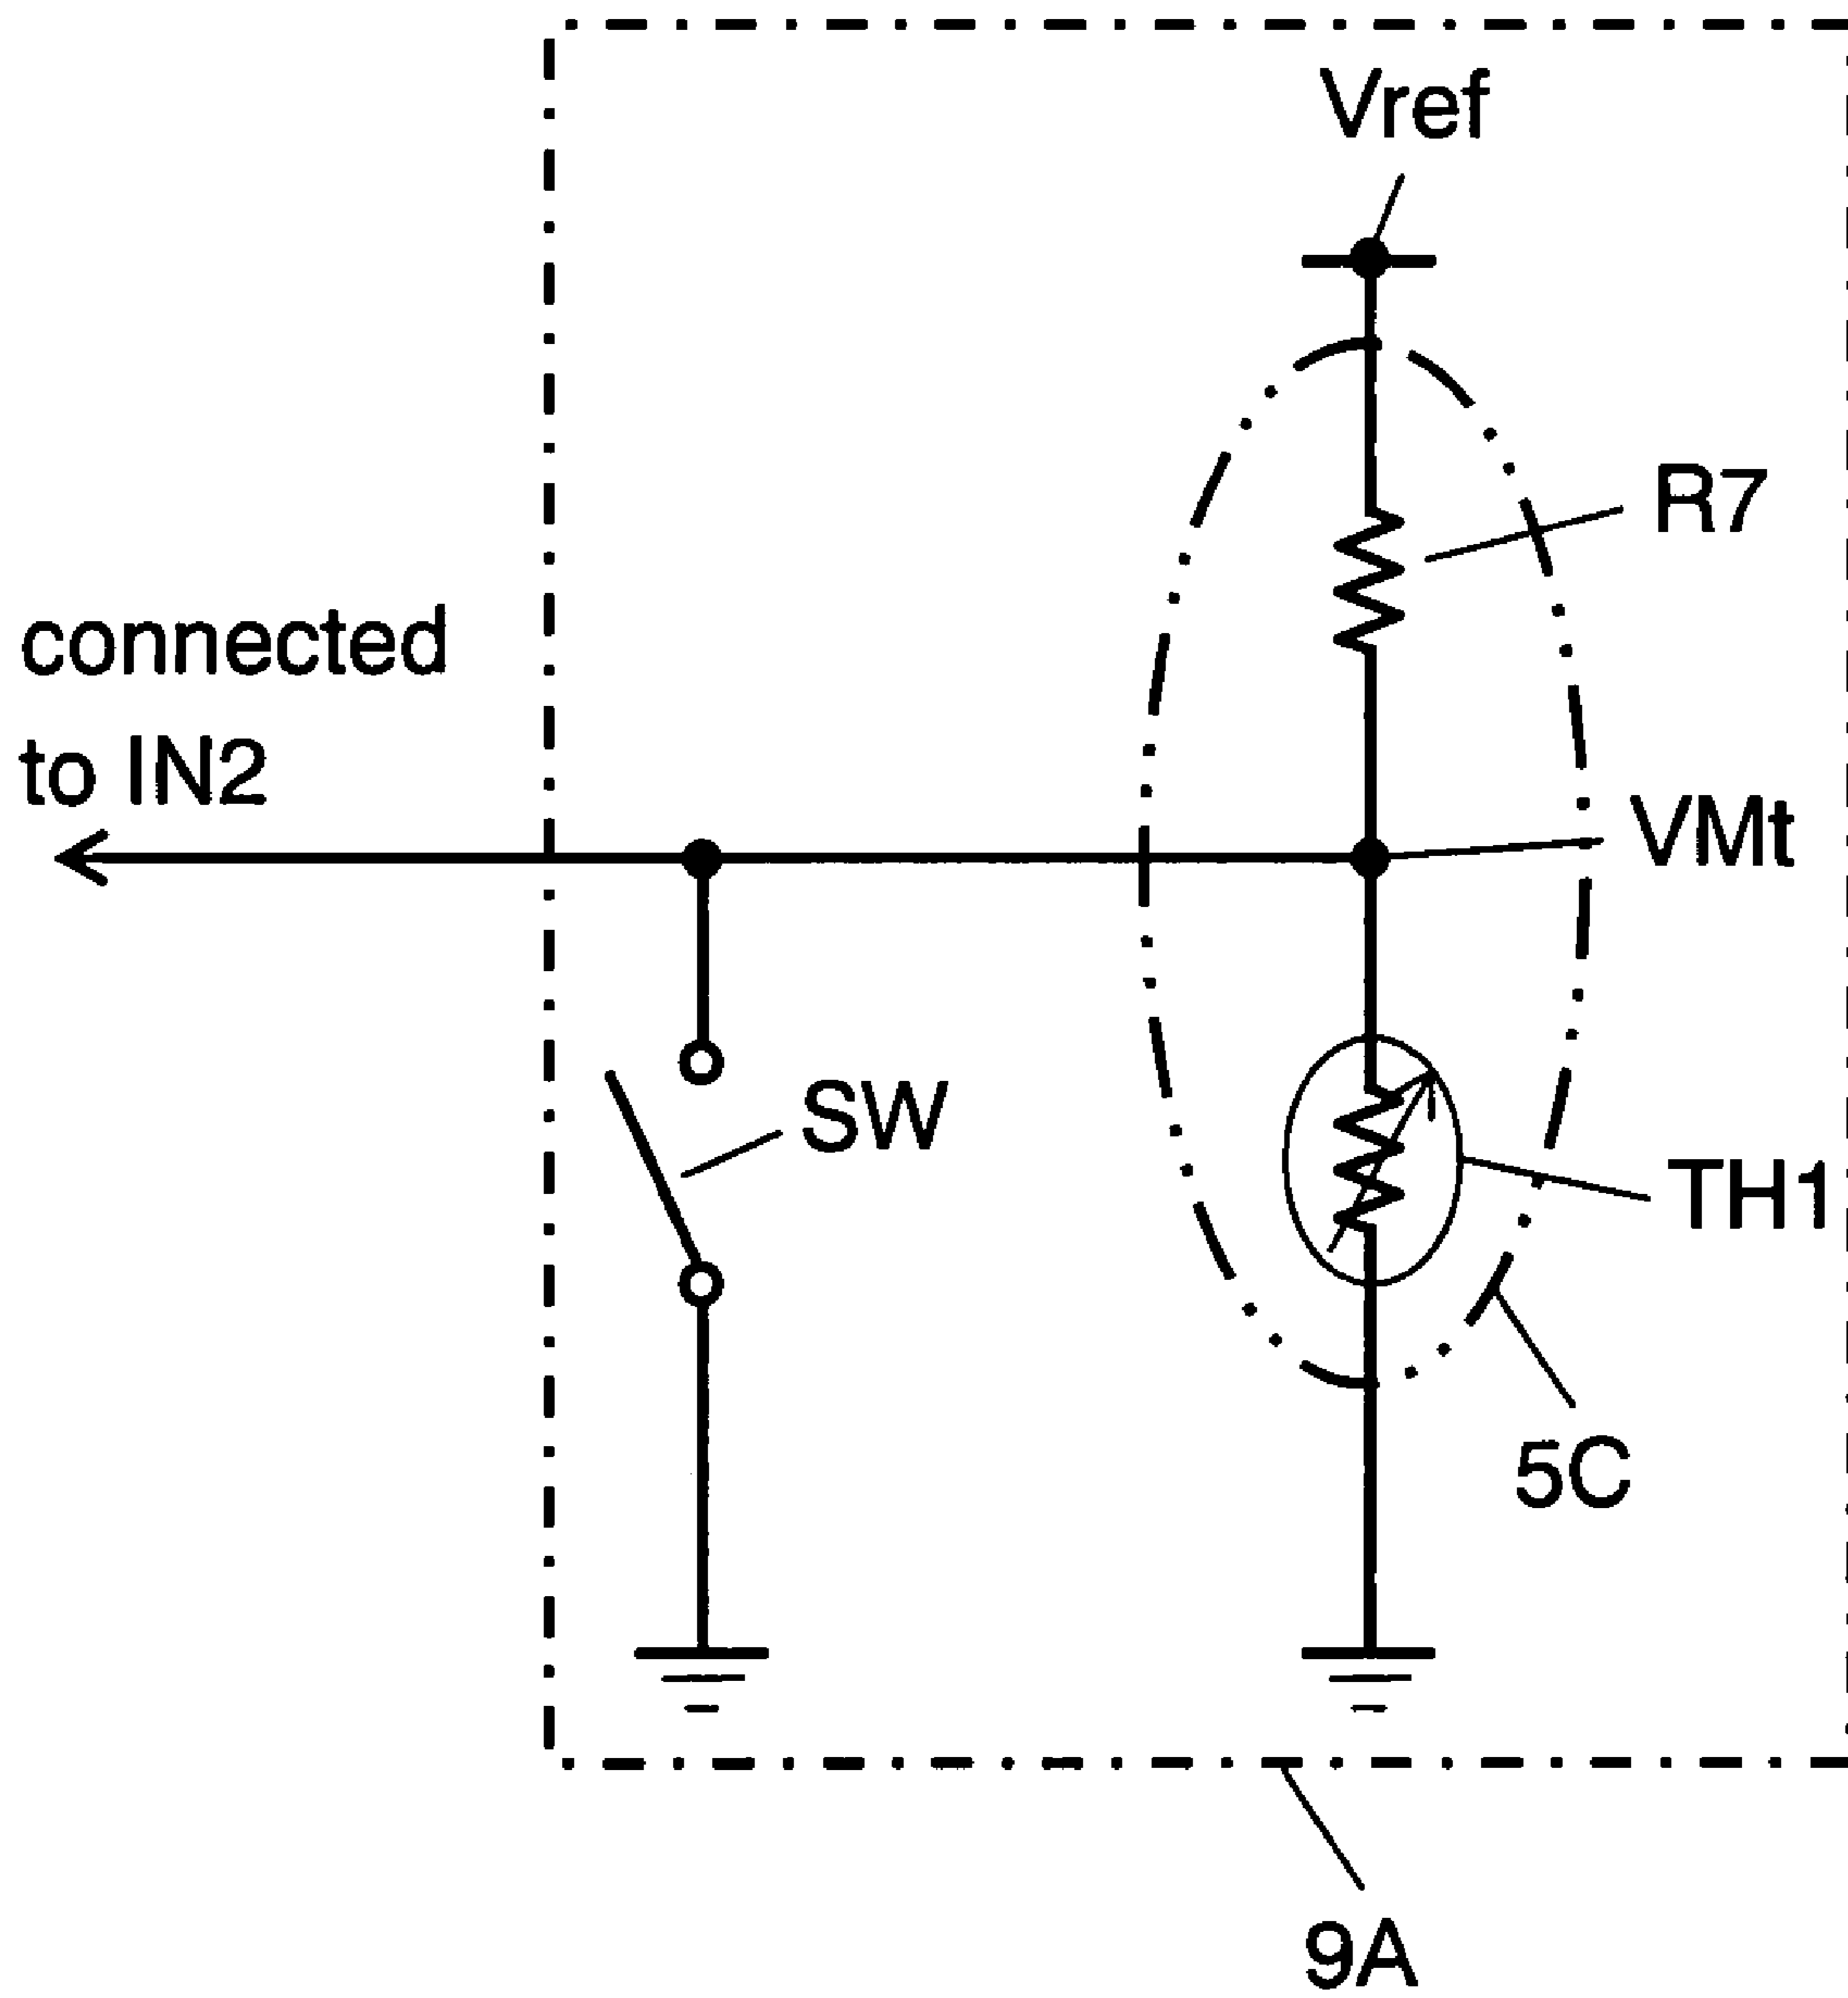 Vref
R7
connected
to IN2
VMt
SW
TH1
5C
9A